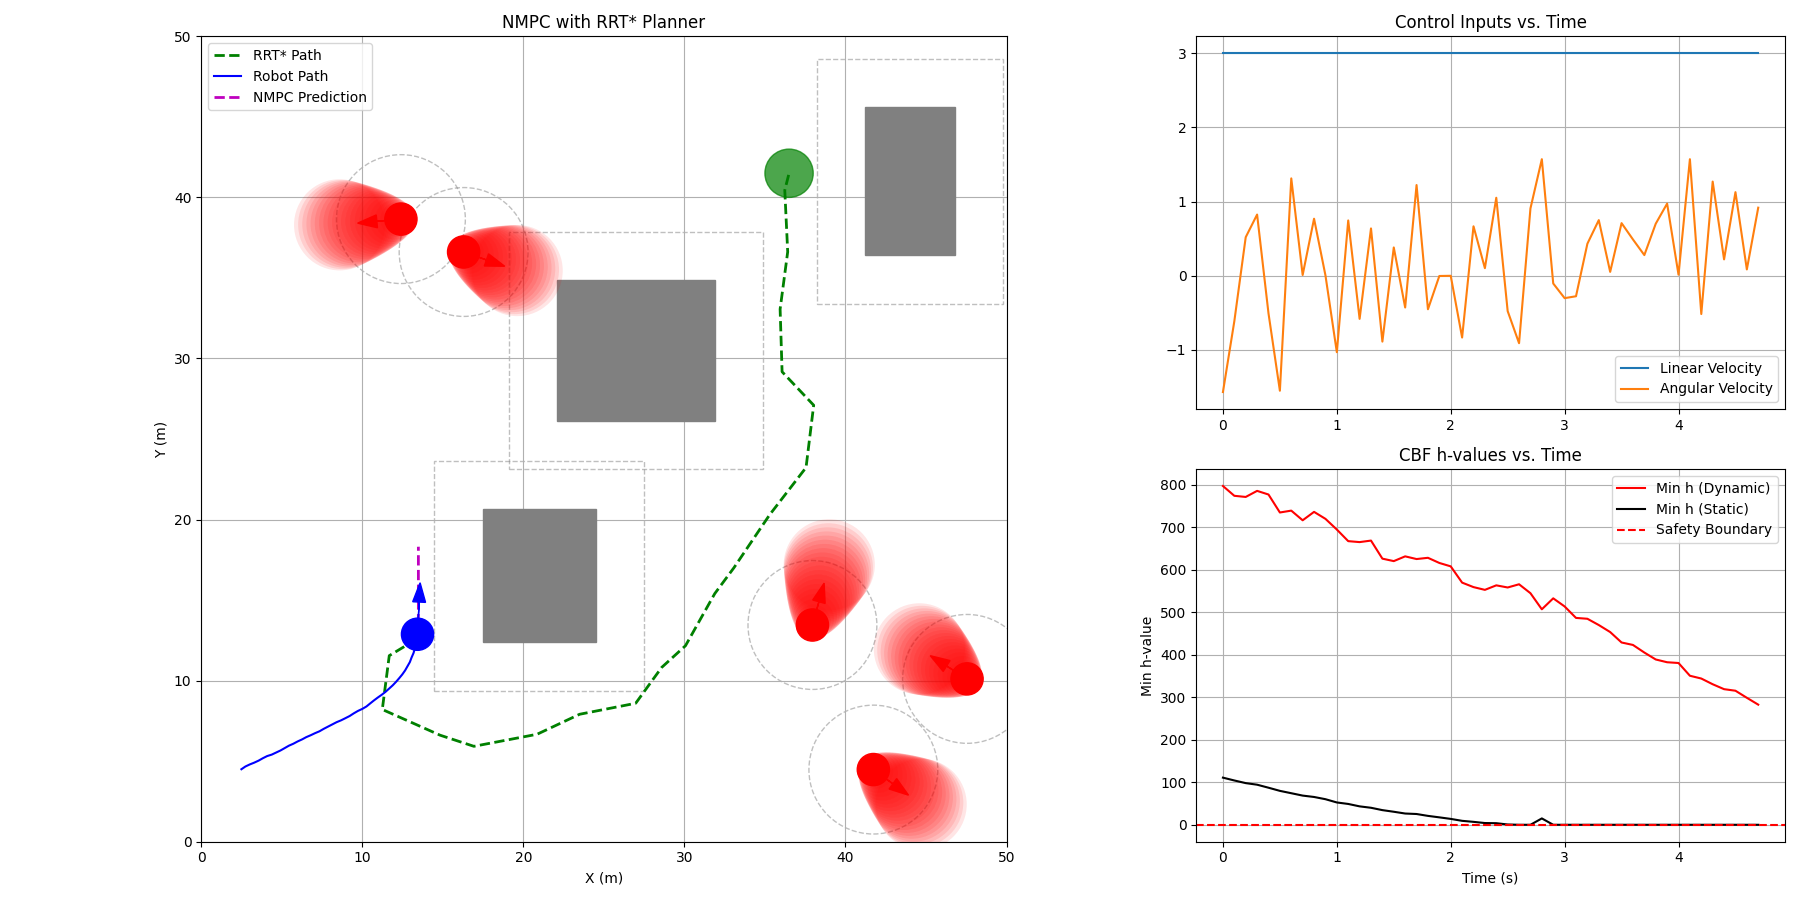 NMPC with RRT* Planner
RRT* Path
Robot Path
NMPC Prediction
50
40
30
20
10
0
Y (m)
0 10 20 30 40 50
X (m)
Control Inputs vs. Time
3
2
1
0
−1
Linear Velocity
Angular Velocity
0 1 2 3 4
CBF h-values vs. Time
Min h (Dynamic)
Min h (Static)
Safety Boundary
800
700
600
500
400
300
200
100
0
Min h-value
0 1 2 3 4
Time (s)